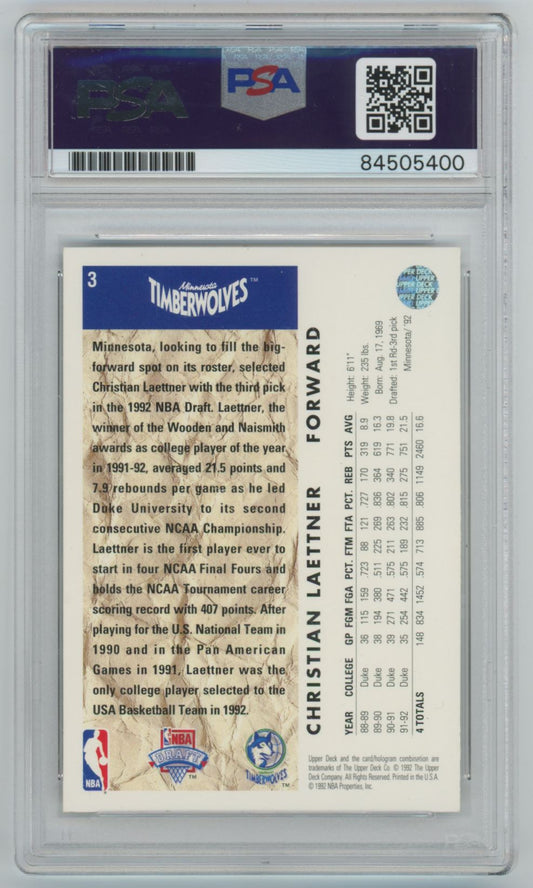 PSA
PSA
84505400
3
Minnesota
TIMBERWOLVES™
Minnesota, looking to fill the big-
forward spot on its roster, selected
Christian Laettner with the third pick
in the 1992 NBA Draft. Laettner, the
winner of the Wooden and Naismith
awards as college player of the year
in 1991-92, averaged 21.5 points and
7.9 rebounds per game as he led
Duke University to its second
consecutive NCAA Championship.
Laettner is the first player ever to
start in four NCAA Final Fours and
holds the NCAA Tournament career
scoring record with 407 points. After
playing for the U.S. National Team in
1990 and in the Pan American
Games in 1991, Laettner was the
only college player selected to the
USA Basketball Team in 1992.
NBA
NBA
DRAFT
™
TIMBERWOLVES
™
UPPER DECK
CHRISTIAN LAETTNER FORWARD
Height: 6'11"
Weight: 235 lbs.
Born: Aug. 17, 1969
Drafted: 1st Rd-3rd pick
Minnesota/ '92
YEAR COLLEGE GP FGM FGA PCT. FTM FTA PCT. REB PTS AVG
88-89 Duke 36 115 159 .723 88 121 .727 170 319 8.9
89-90 Duke 38 194 380 .511 225 269 .836 364 619 16.3
90-91 Duke 39 271 471 .575 211 263 .802 340 771 19.8
91-92 Duke 35 254 442 .575 189 232 .815 275 751 21.5
4 TOTALS 148 834 1452 .574 713 885 .806 1149 2460 16.6
Upper Deck and the card/hologram combination are
trademarks of The Upper Deck Co. © 1992 The Upper
Deck Company. All Rights Reserved. Printed in the U.S.A.
© 1992 NBA Properties, Inc.